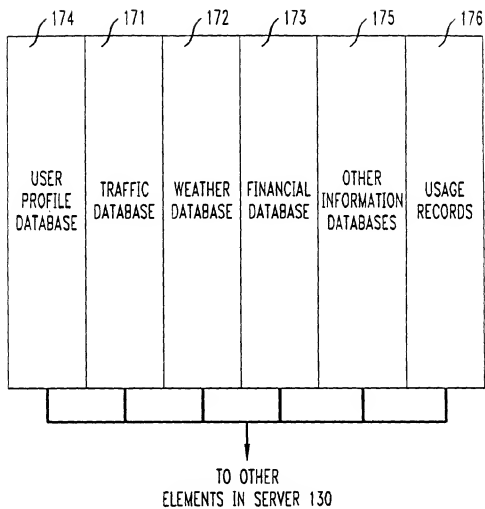 174 171 172 173 175 176
USER
PROFILE
DATABASE
TRAFFIC
DATABASE
WEATHER
DATABASE
FINANCIAL
DATABASE
OTHER
INFORMATION
DATABASES
USAGE
RECORDS
TO OTHER
ELEMENTS IN SERVER 130